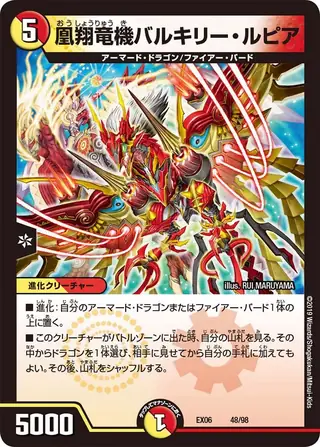 5
おうしょうりゅうき
凰翔竜機バルキリー・ルピア
アーマード・ドラゴン/ファイアー・バード
進化クリーチャー
illus. RUI MARUYAMA
■進化:自分のアーマード・ドラゴンまたはファイアー・バード1体の
上に置く。
■このクリーチャーがバトルゾーンに出た時、自分の山札を見る。そ
の中からドラゴンを1体選び、相手に見せてから自分の手札に加えても
よい。その後、山札をシャッフルする。
5000
1
EX06 48/98
©2019 Wizards/Shogakukan/Mitsui-Kids